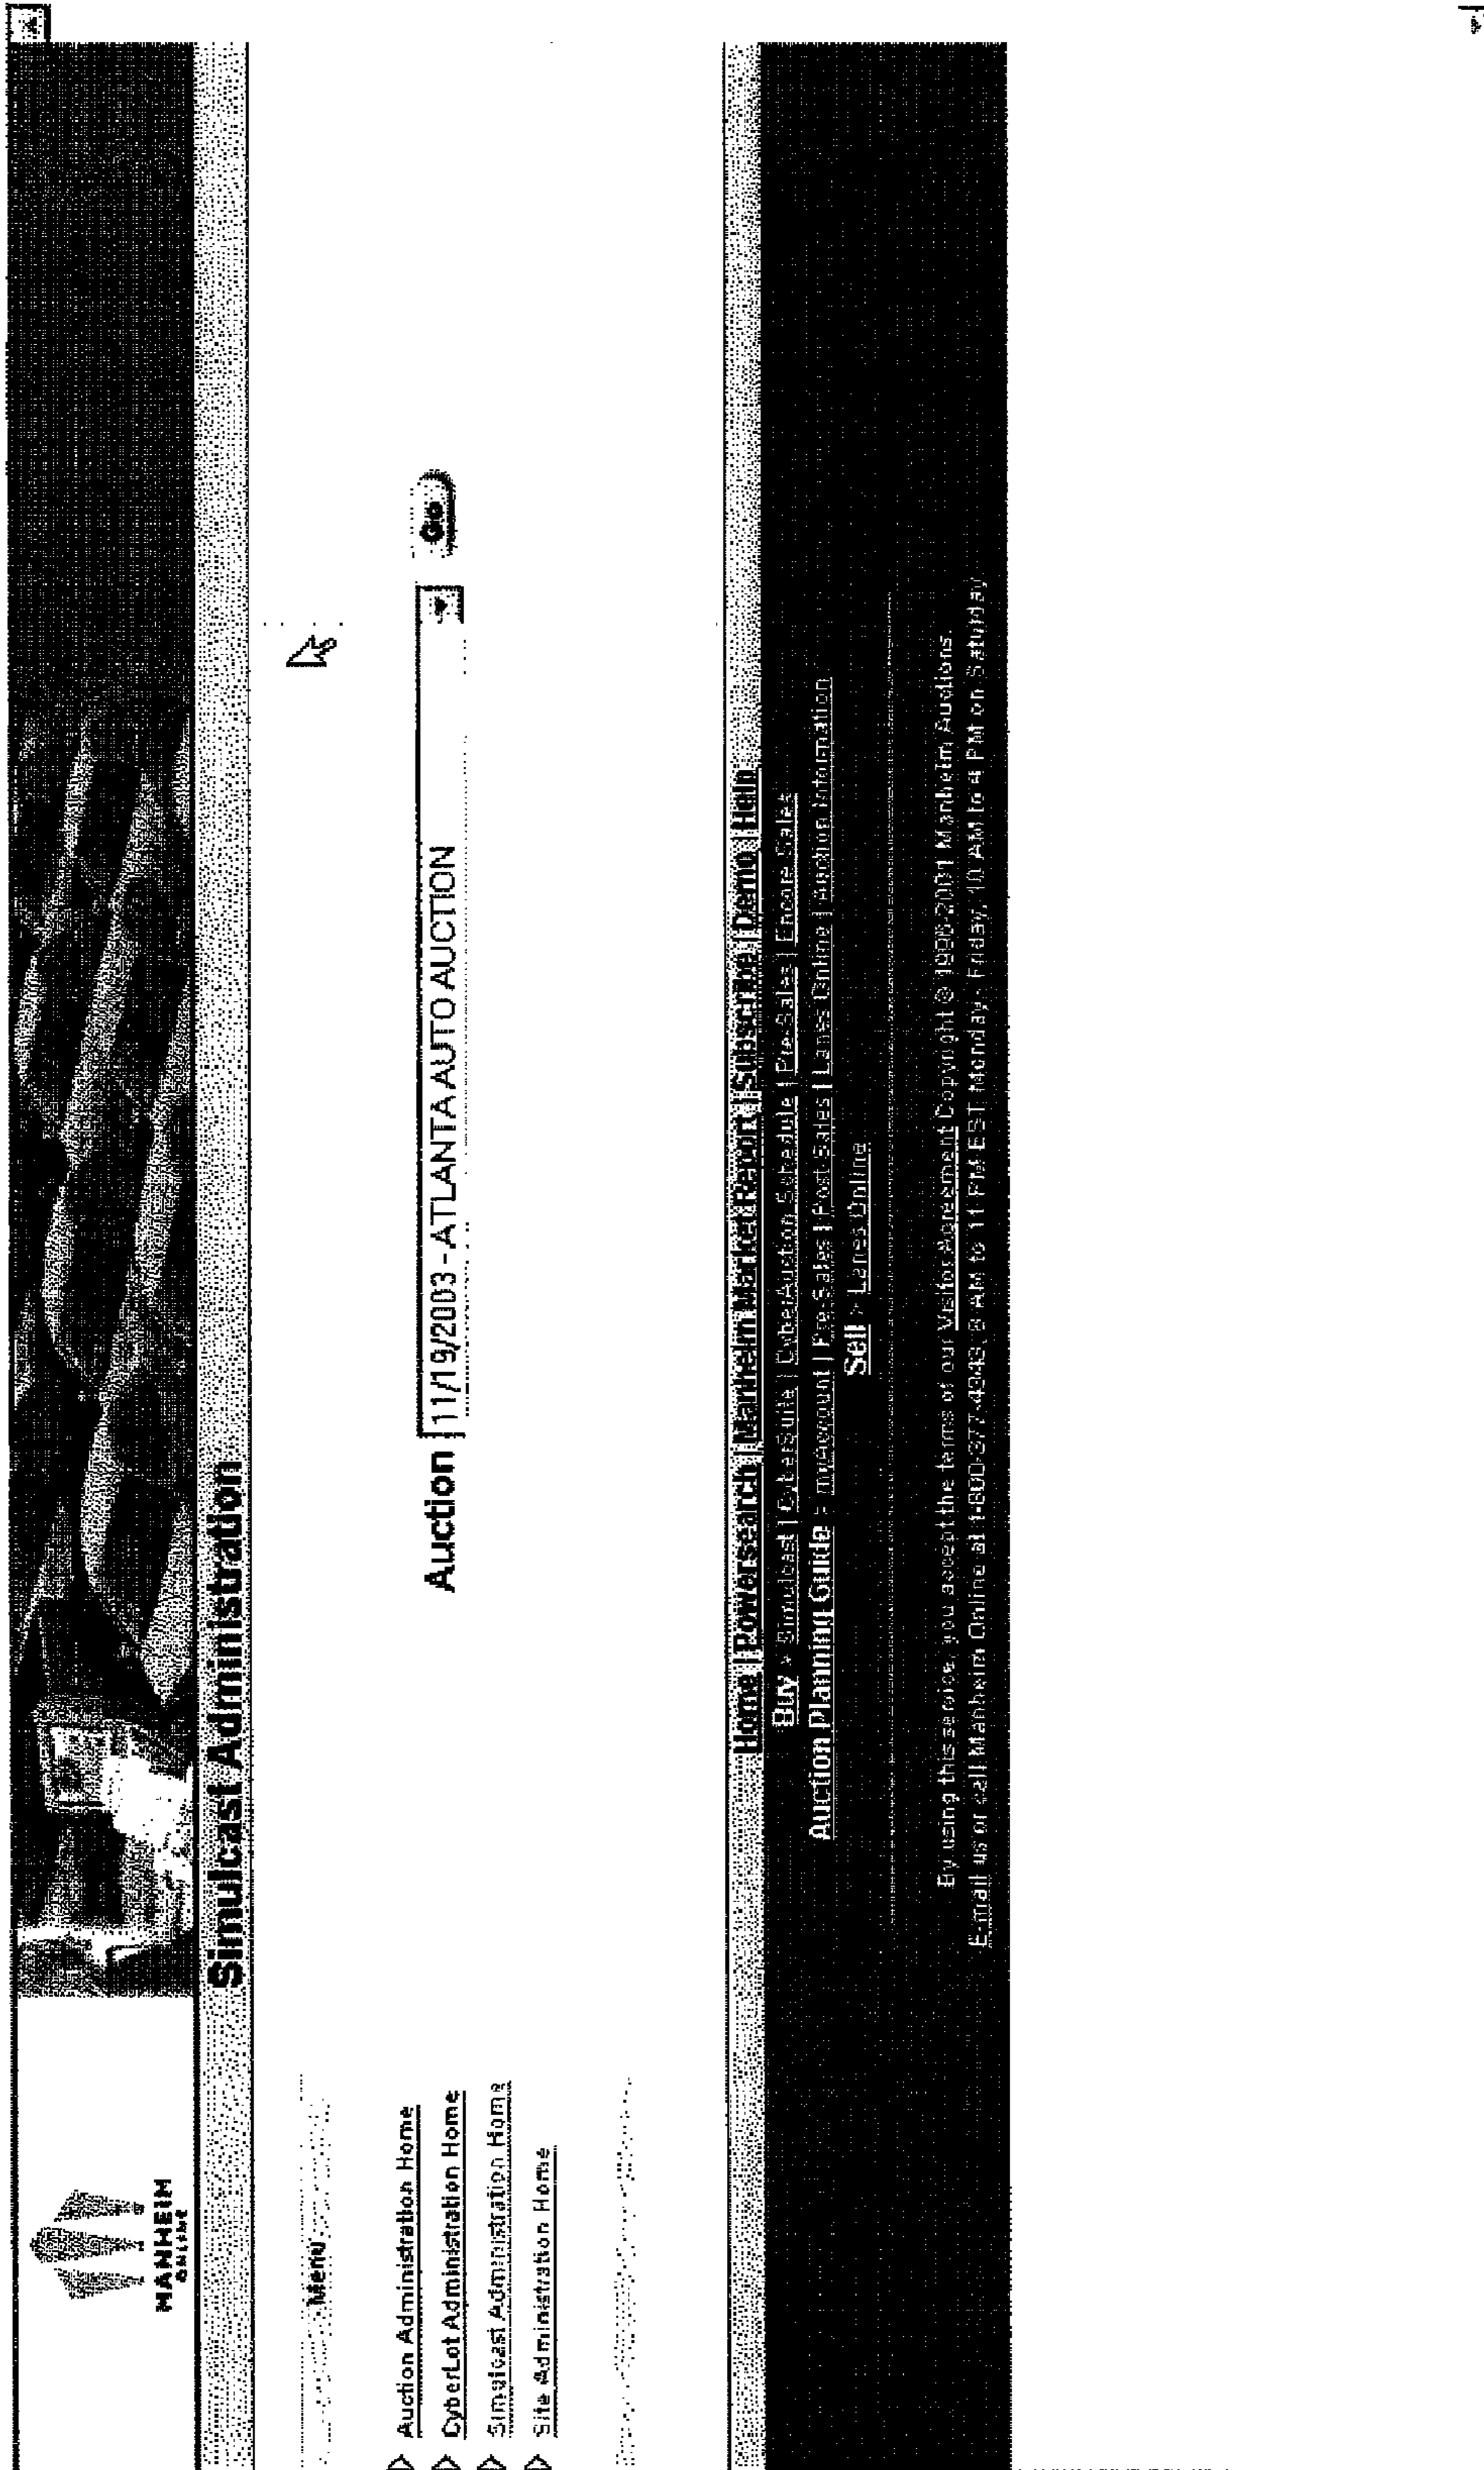 MANHEIM
ONLINE
Simulcast Administration
Menu
Auction Administration Home
CyberLot Administration Home
Simulcast Administration Home
Site Administration Home
Auction 11/19/2003 - ATLANTA AUTO AUCTION Go
Home | Powersearch | Manheim Market Report | Subscribe | Demo | Help
Buy > Simulcast | Cybersuite | CyberAuction Schedule | Pre-Sales | Encore Sales
Auction Planning Guide > myAccount | Pre-Sales | Post Sales | Lanes Online | Auction Information
Sell > Lanes Online
By using this service, you accept the terms of our Visitor Agreement Copyright © 1996-2001 Manheim Auctions.
E-mail us or call Manheim Online at 1-800-377-4343( 8 AM to 11 PM EST Monday - Friday, 10 AM to 4 PM on Saturday